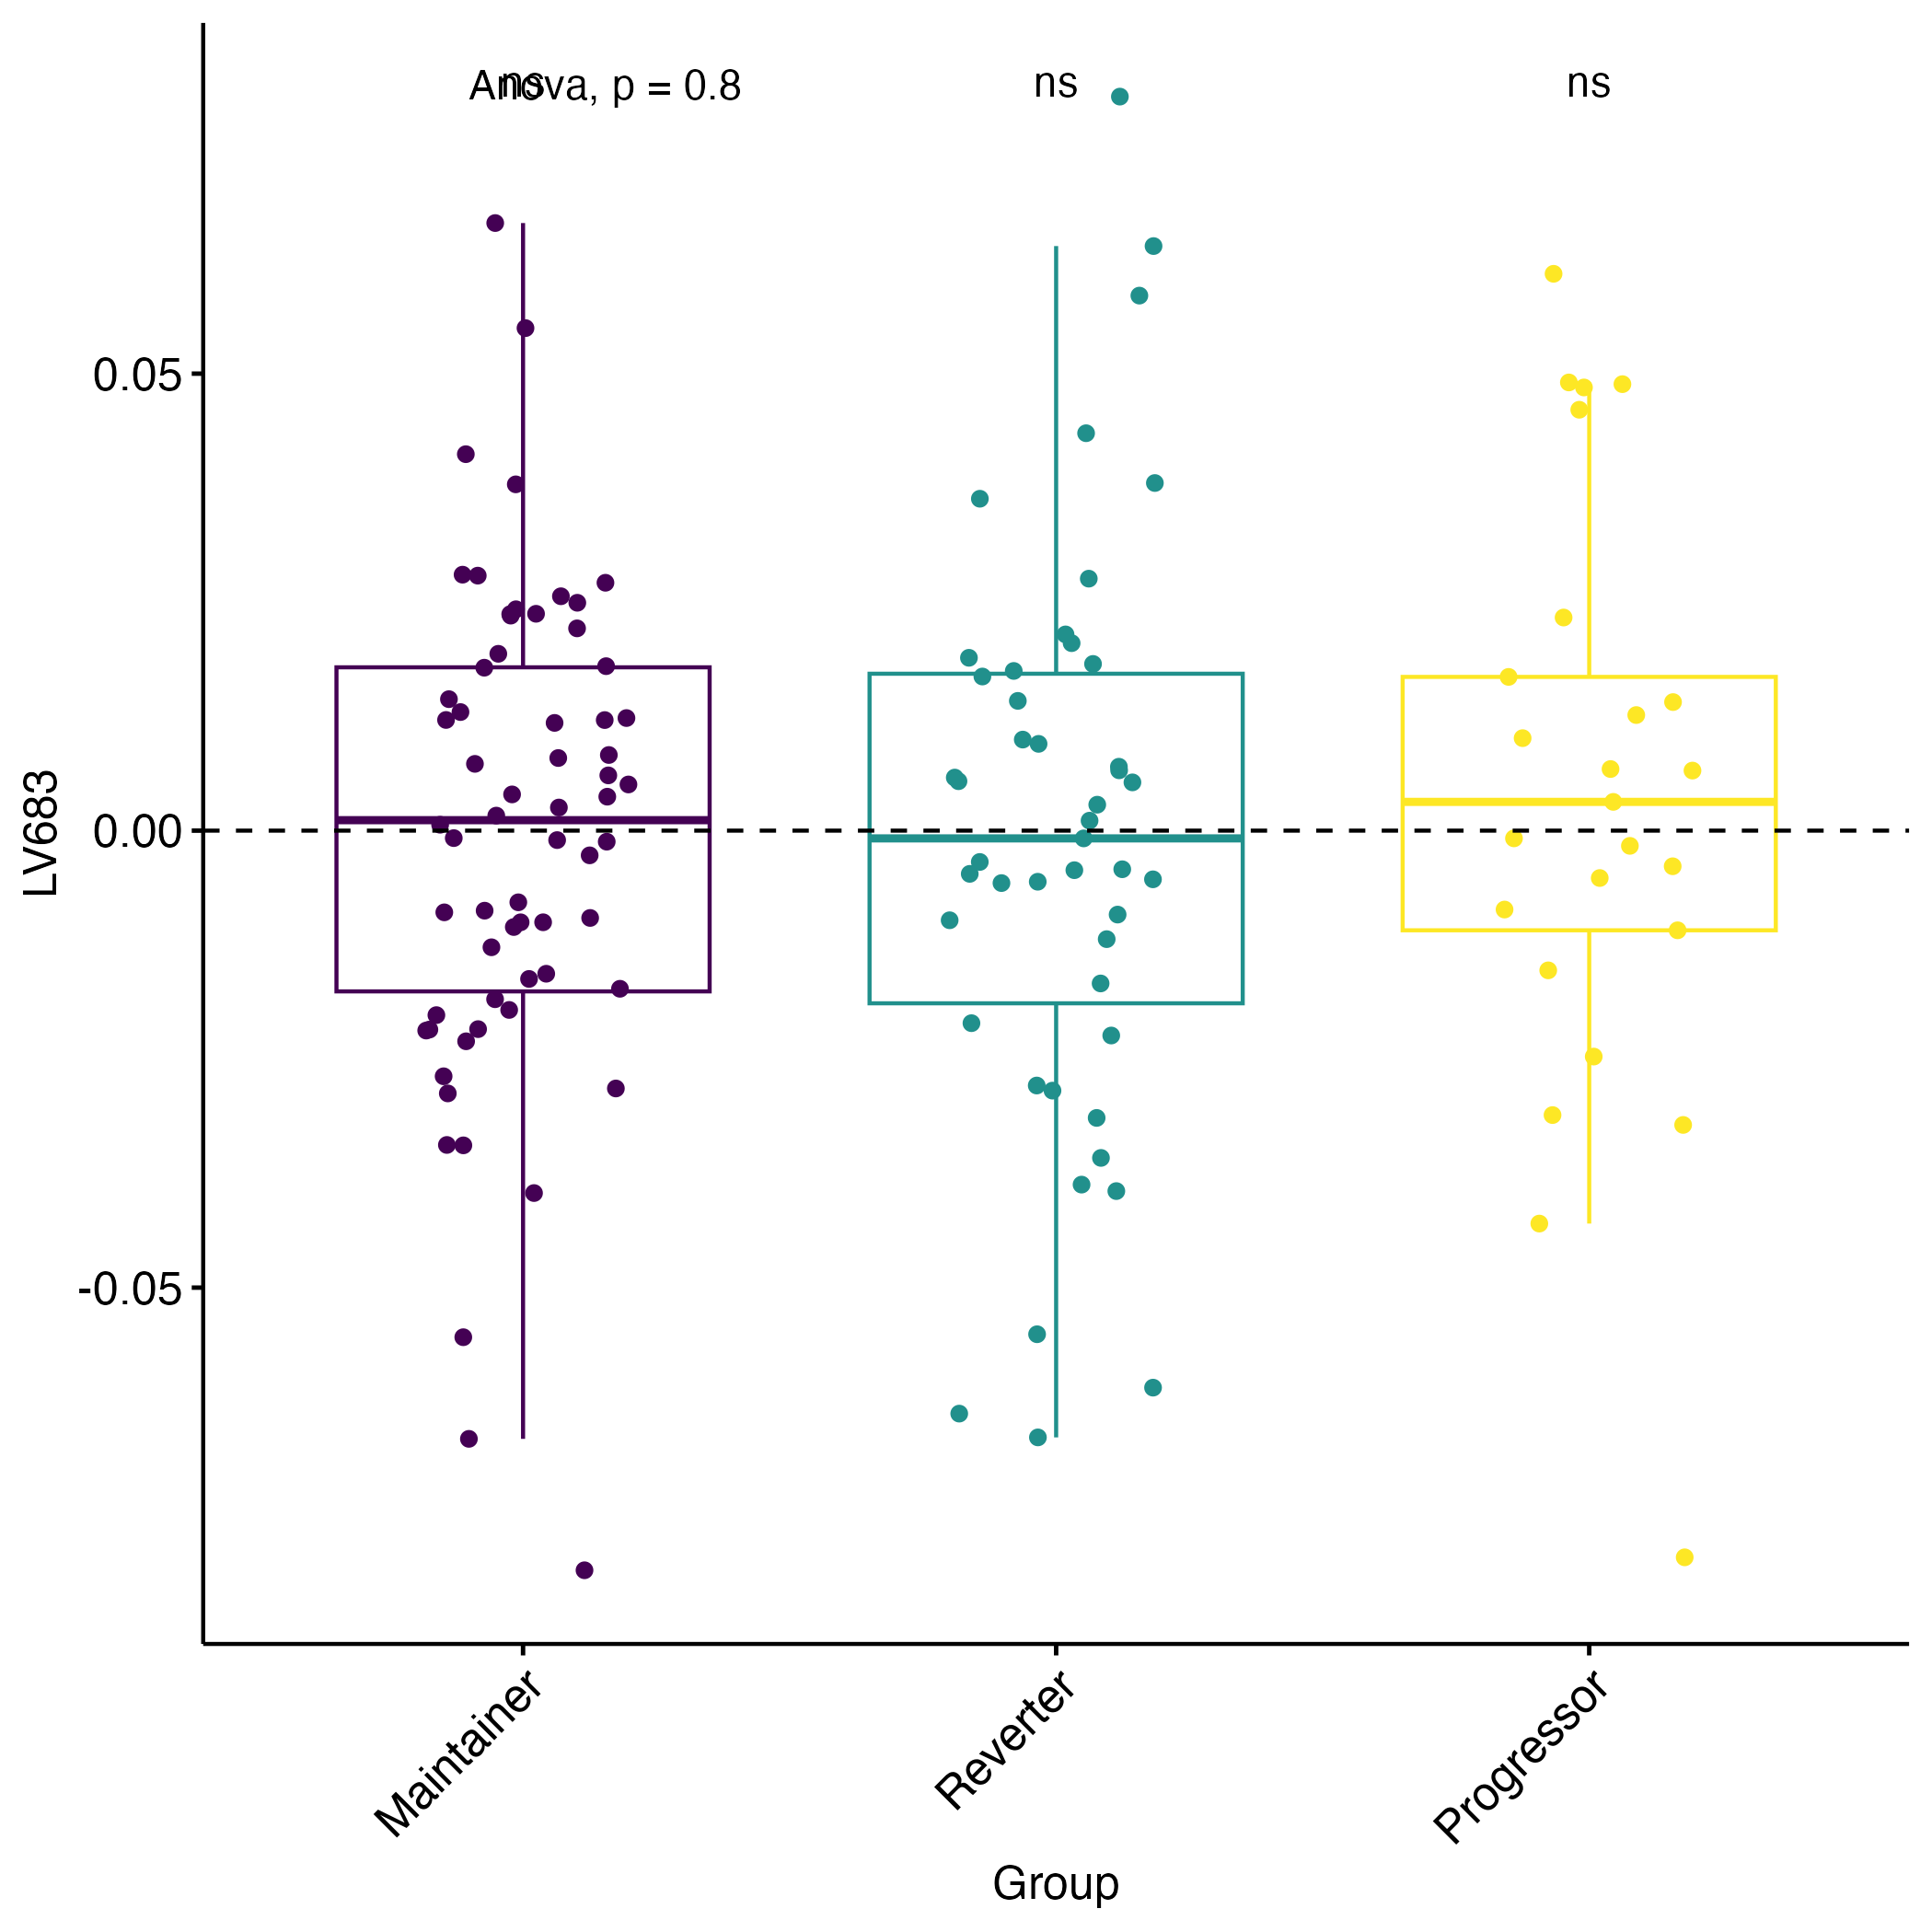 Anova, p = 0.8
ns
ns
ns
0.05
0.00
-0.05
LV683
Maintainer
Reverter
Progressor
Group